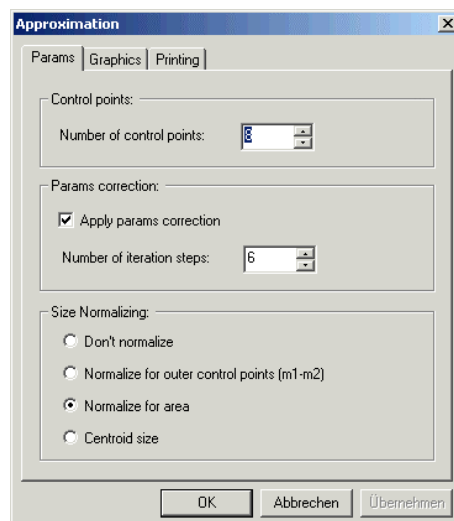 Approximation
Params Graphics Printing
Control points:
Number of control points: 8
Params correction:
Apply params correction
Number of iteration steps: 6
Size Normalizing:
Don't normalize
Normalize for outer control points (m1-m2)
Normalize for area
Centroid size
OK Abbrechen Übernehmen